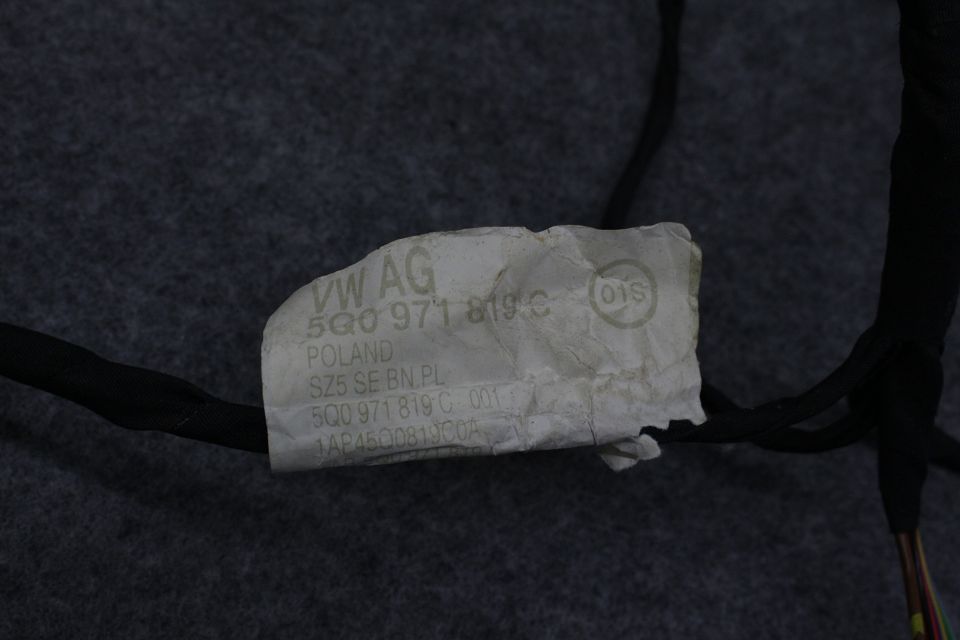 VW AG
5Q0 971 819 C
01S
POLAND
SZ5 SE BN PL
5Q0 971 819 C 001
1AP45Q0819C0A